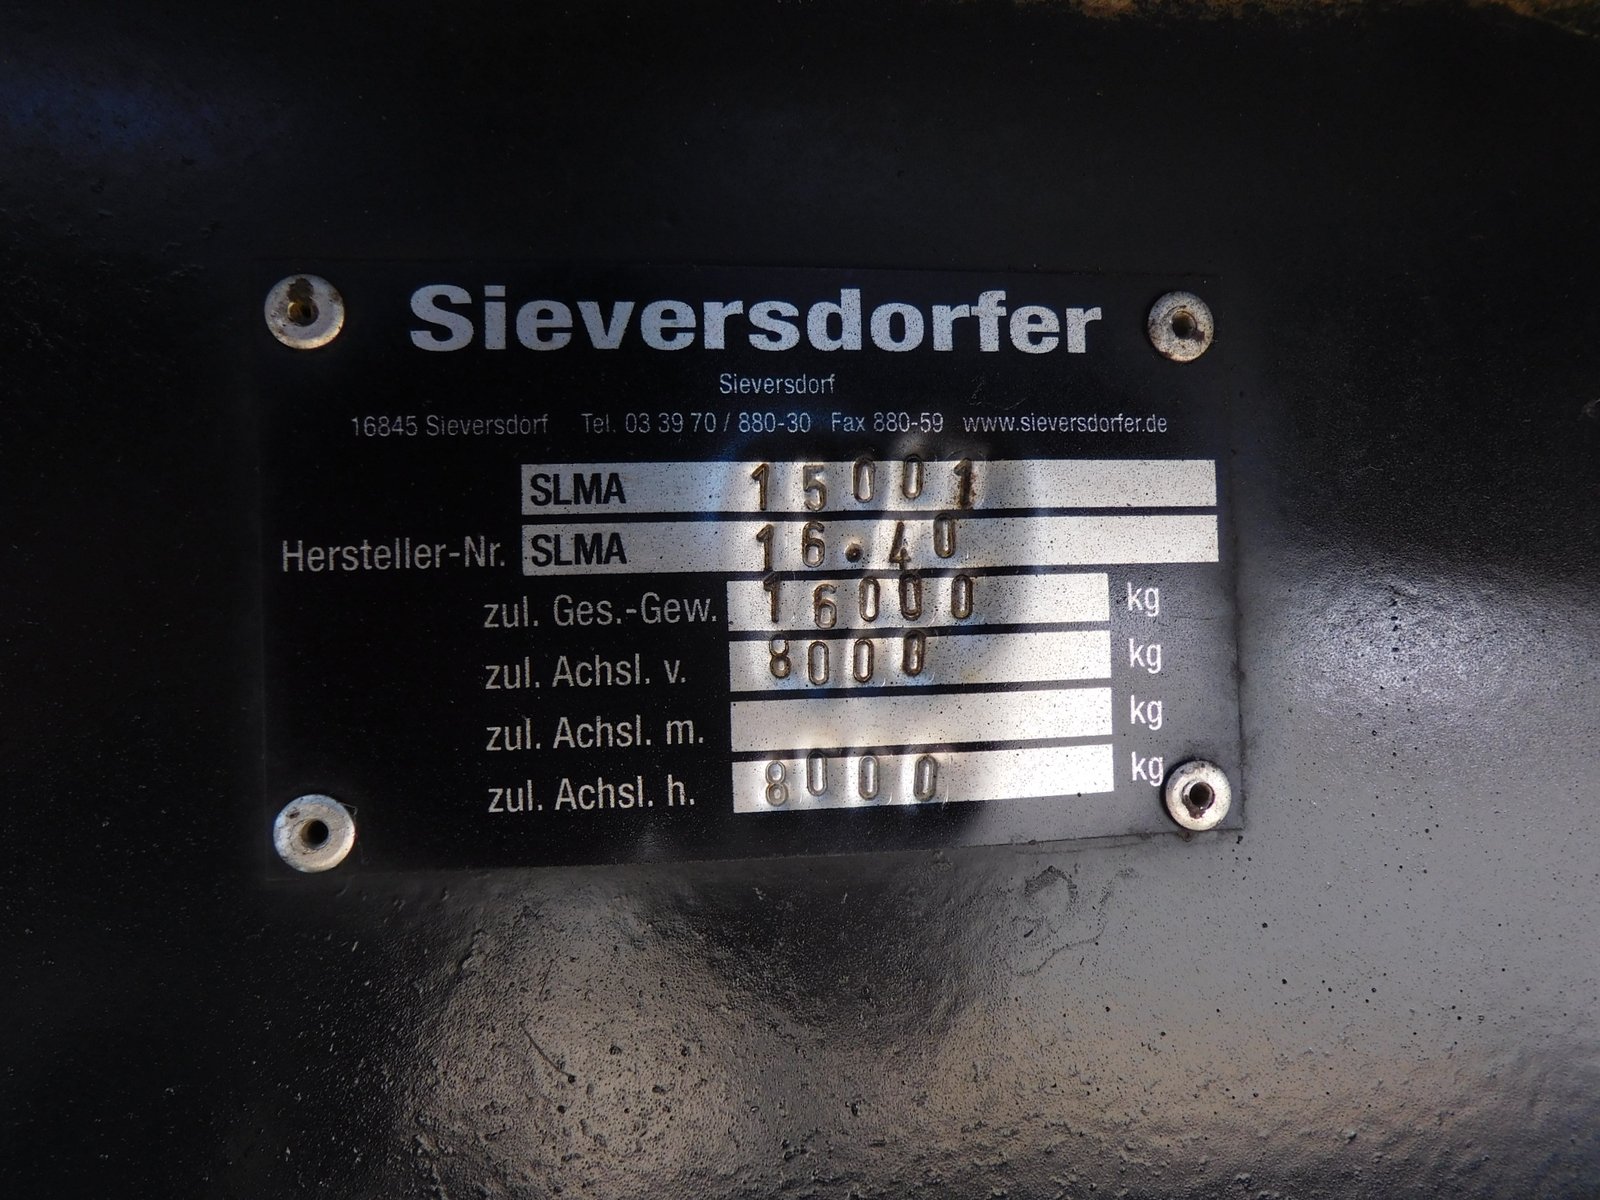 Sieversdorfer
Sieversdorf
16845 Sieversdorf Tel. 03 39 70 / 880-30 Fax 880-59 www.sieversdorfer.de
SLMA 15001
Hersteller-Nr. SLMA 16.40
zul. Ges.-Gew. 16000 kg
zul. Achsl. v. 8000 kg
zul. Achsl. m. kg
zul. Achsl. h. 8000 kg